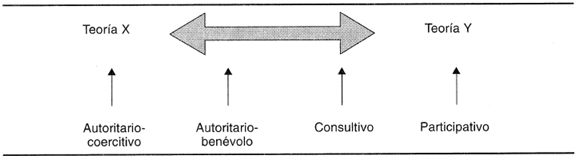 Teoría X Teoría Y
Autoritario- Autoritario- Consultivo Participativo
coercitivo benévolo